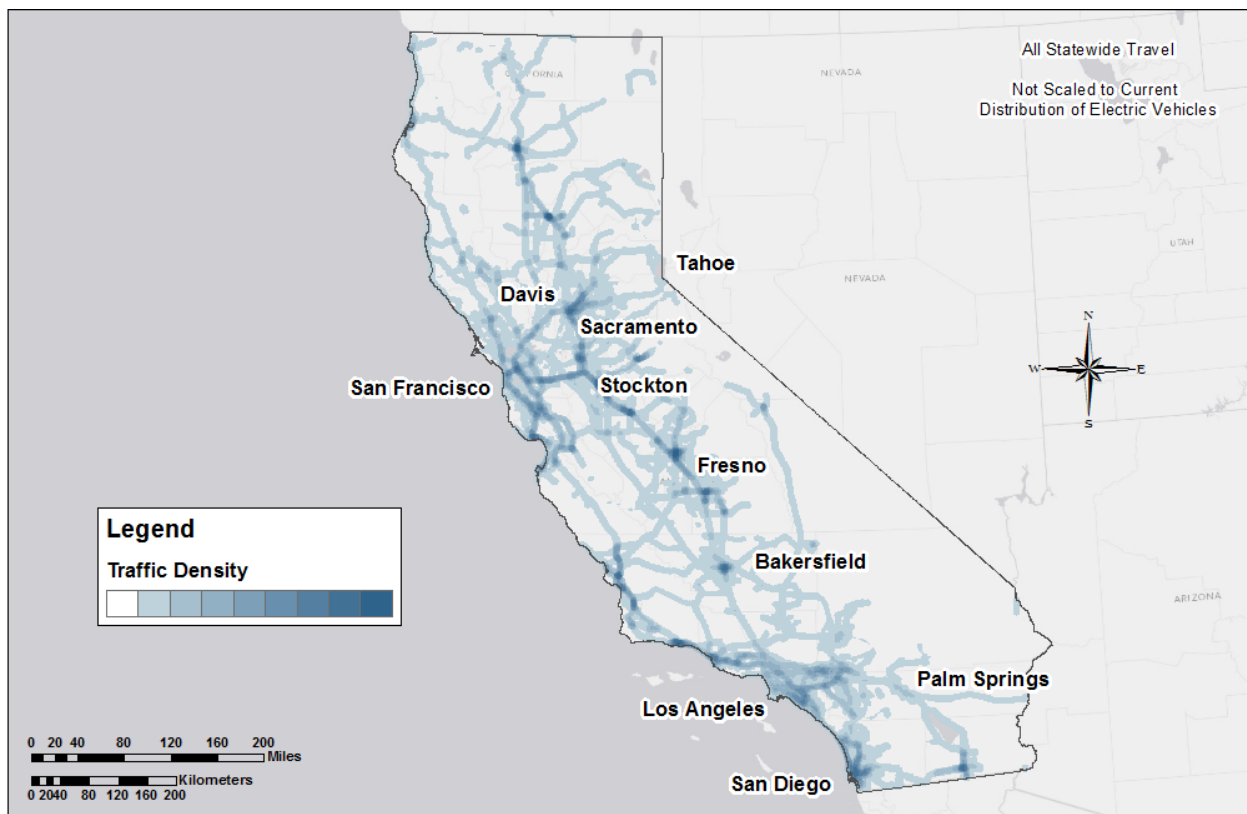 All Statewide Travel
Not Scaled to Current
Distribution of Electric Vehicles
NEVADA
Tahoe
UTAH
NEVADA
Davis
Sacramento
N
W
E
S
San Francisco
Stockton
Fresno
Legend
Traffic Density
Bakersfield
ARIZONA
Palm Springs
Los Angeles
San Diego
0 20 40 80 120 160 200
Miles
Kilometers
0 2040 80 120 160 200